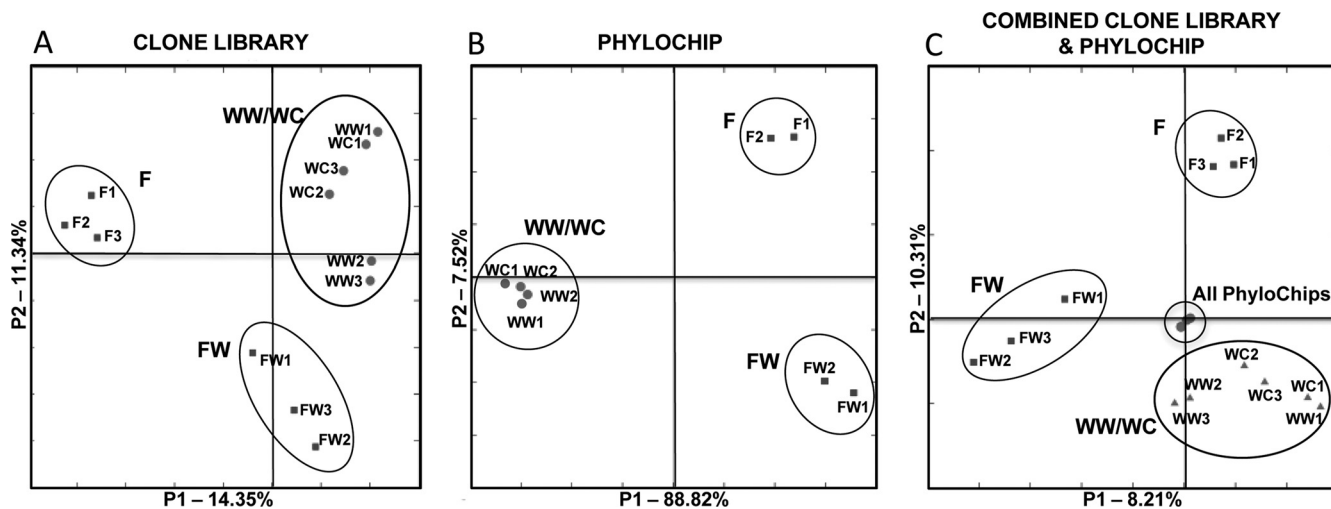 A
CLONE LIBRARY
WW/WC
WW1
WC1
WC3
WC2
F
F1
F2
F3
WW2
WW3
FW
FW1
FW3
FW2
P2 – 11.34%
P1 – 14.35%
B
PHYLOCHIP
F
F2
F1
WW/WC
WC1
WC2
WW2
WW1
FW
FW2
FW1
P2 – 7.52%
P1 – 88.82%
C
COMBINED CLONE LIBRARY
& PHYLOCHIP
F
F2
F3
F1
FW
FW1
FW3
FW2
All PhyloChips
WC2
WW2
WC3
WC1
WW3
WW1
WW/WC
P2 – 10.31%
P1 – 8.21%